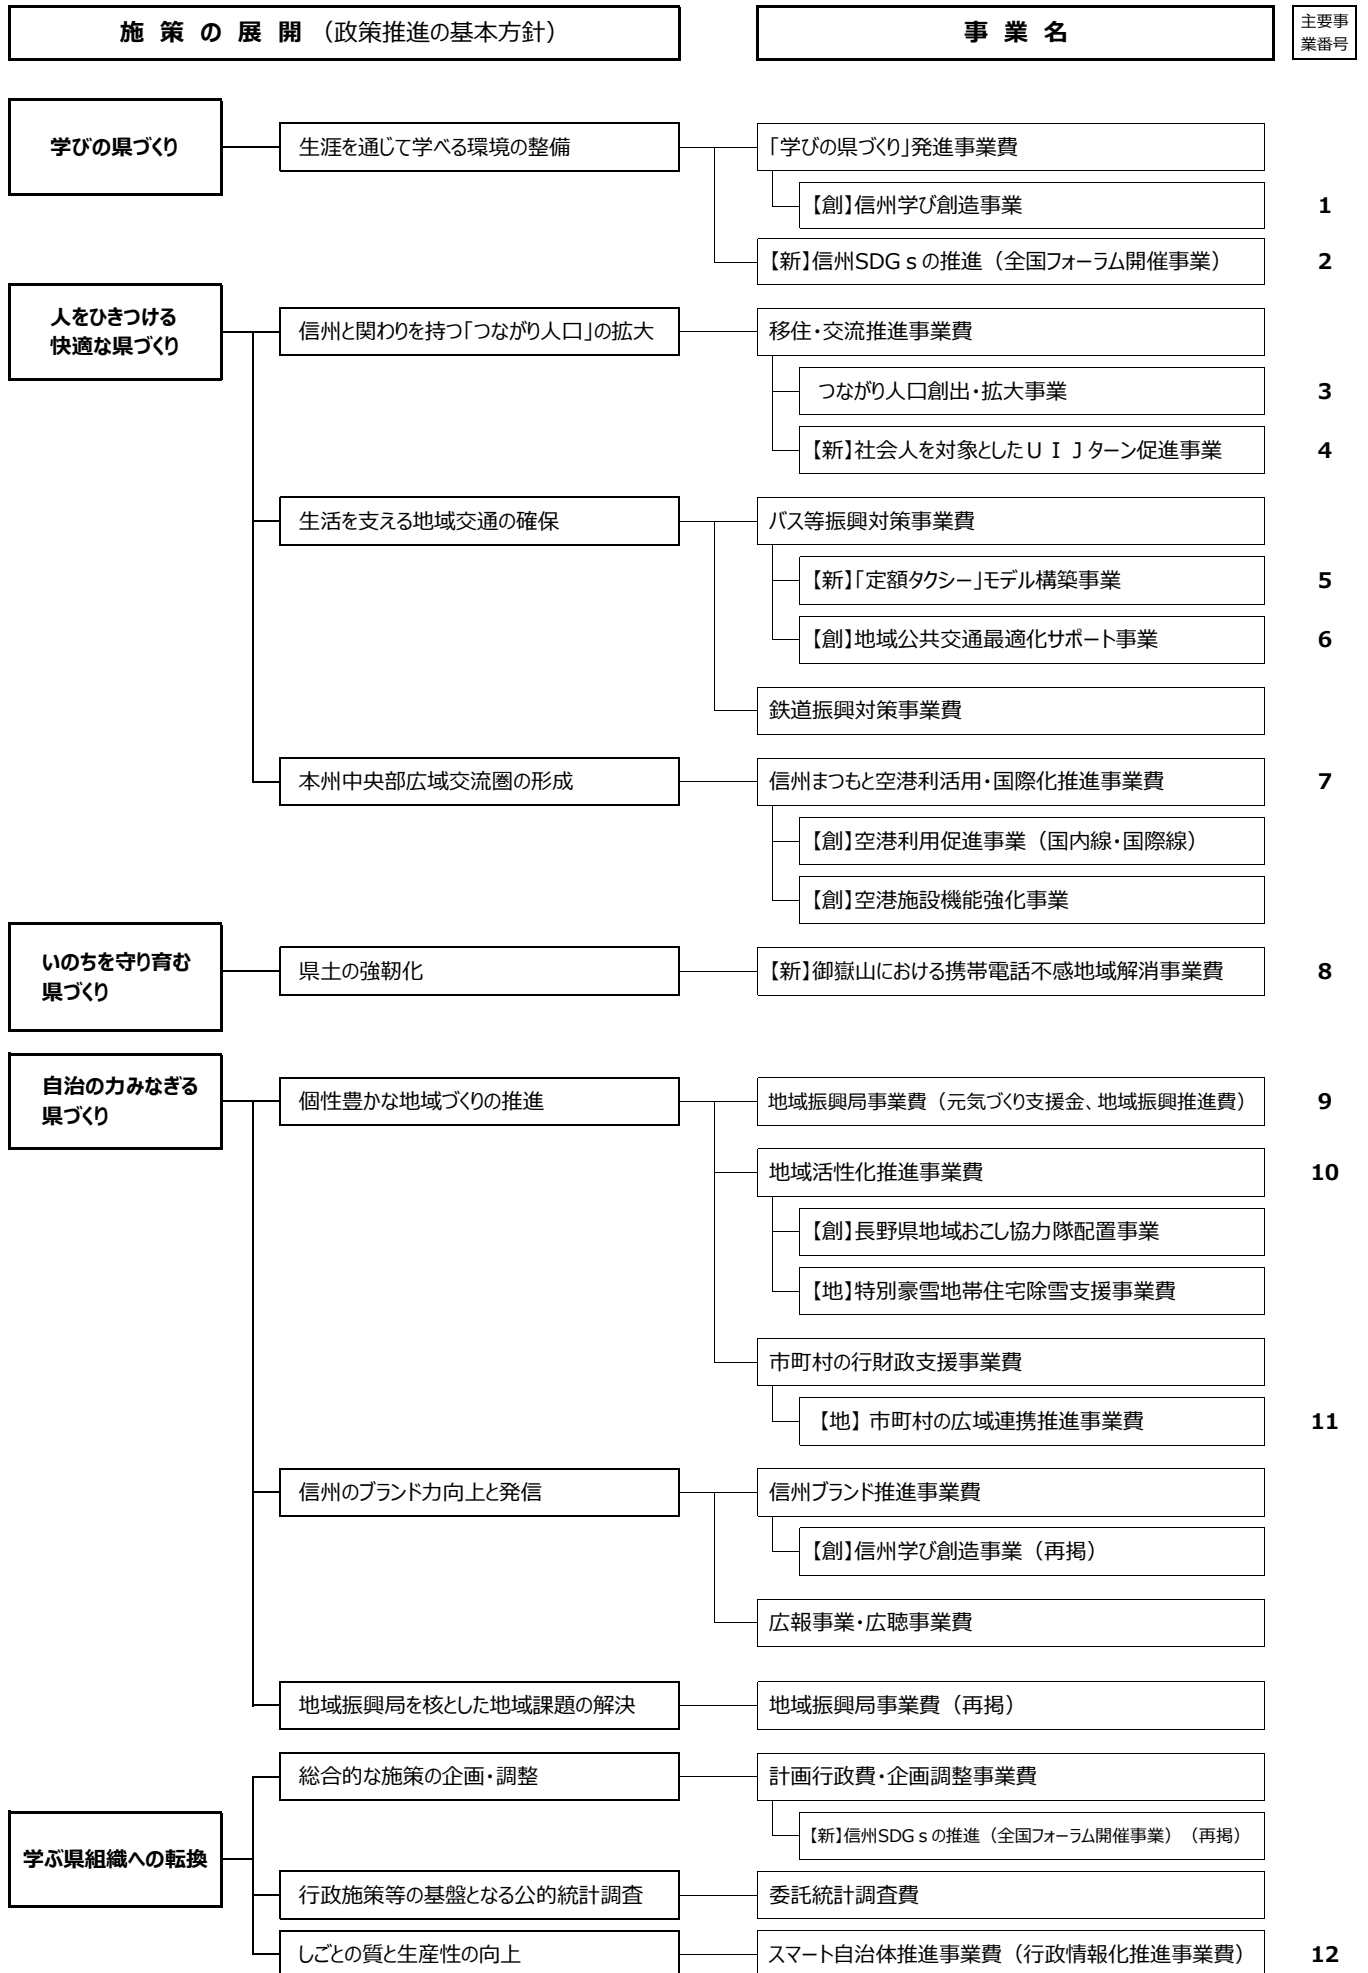 施 策 の 展 開 （政策推進の基本方針）
事 業 名
主要事
業番号
学びの県づくり
生涯を通じて学べる環境の整備
「学びの県づくり」発進事業費
【創】信州学び創造事業
1
【新】信州SDGｓの推進（全国フォーラム開催事業）
2
人をひきつける
快適な県づくり
信州と関わりを持つ「つながり人口」の拡大
移住・交流推進事業費
つながり人口創出・拡大事業
3
【新】社会人を対象としたＵＩＪターン促進事業
4
生活を支える地域交通の確保
バス等振興対策事業費
【新】「定額タクシー」モデル構築事業
5
【創】地域公共交通最適化サポート事業
6
鉄道振興対策事業費
本州中央部広域交流圏の形成
信州まつもと空港利活用・国際化推進事業費
7
【創】空港利用促進事業（国内線・国際線）
【創】空港施設機能強化事業
いのちを守り育む
県づくり
県土の強靭化
【新】御嶽山における携帯電話不感地域解消事業費
8
自治の力みなぎる
県づくり
個性豊かな地域づくりの推進
地域振興局事業費（元気づくり支援金、地域振興推進費）
9
地域活性化推進事業費
10
【創】長野県地域おこし協力隊配置事業
【地】特別豪雪地帯住宅除雪支援事業費
市町村の行財政支援事業費
【地】 市町村の広域連携推進事業費
11
信州のブランド力向上と発信
信州ブランド推進事業費
【創】信州学び創造事業（再掲）
広報事業・広聴事業費
地域振興局を核とした地域課題の解決
地域振興局事業費（再掲）
総合的な施策の企画・調整
計画行政費・企画調整事業費
【新】信州SDGｓの推進（全国フォーラム開催事業）（再掲）
学ぶ県組織への転換
行政施策等の基盤となる公的統計調査
委託統計調査費
しごとの質と生産性の向上
スマート自治体推進事業費（行政情報化推進事業費）
12